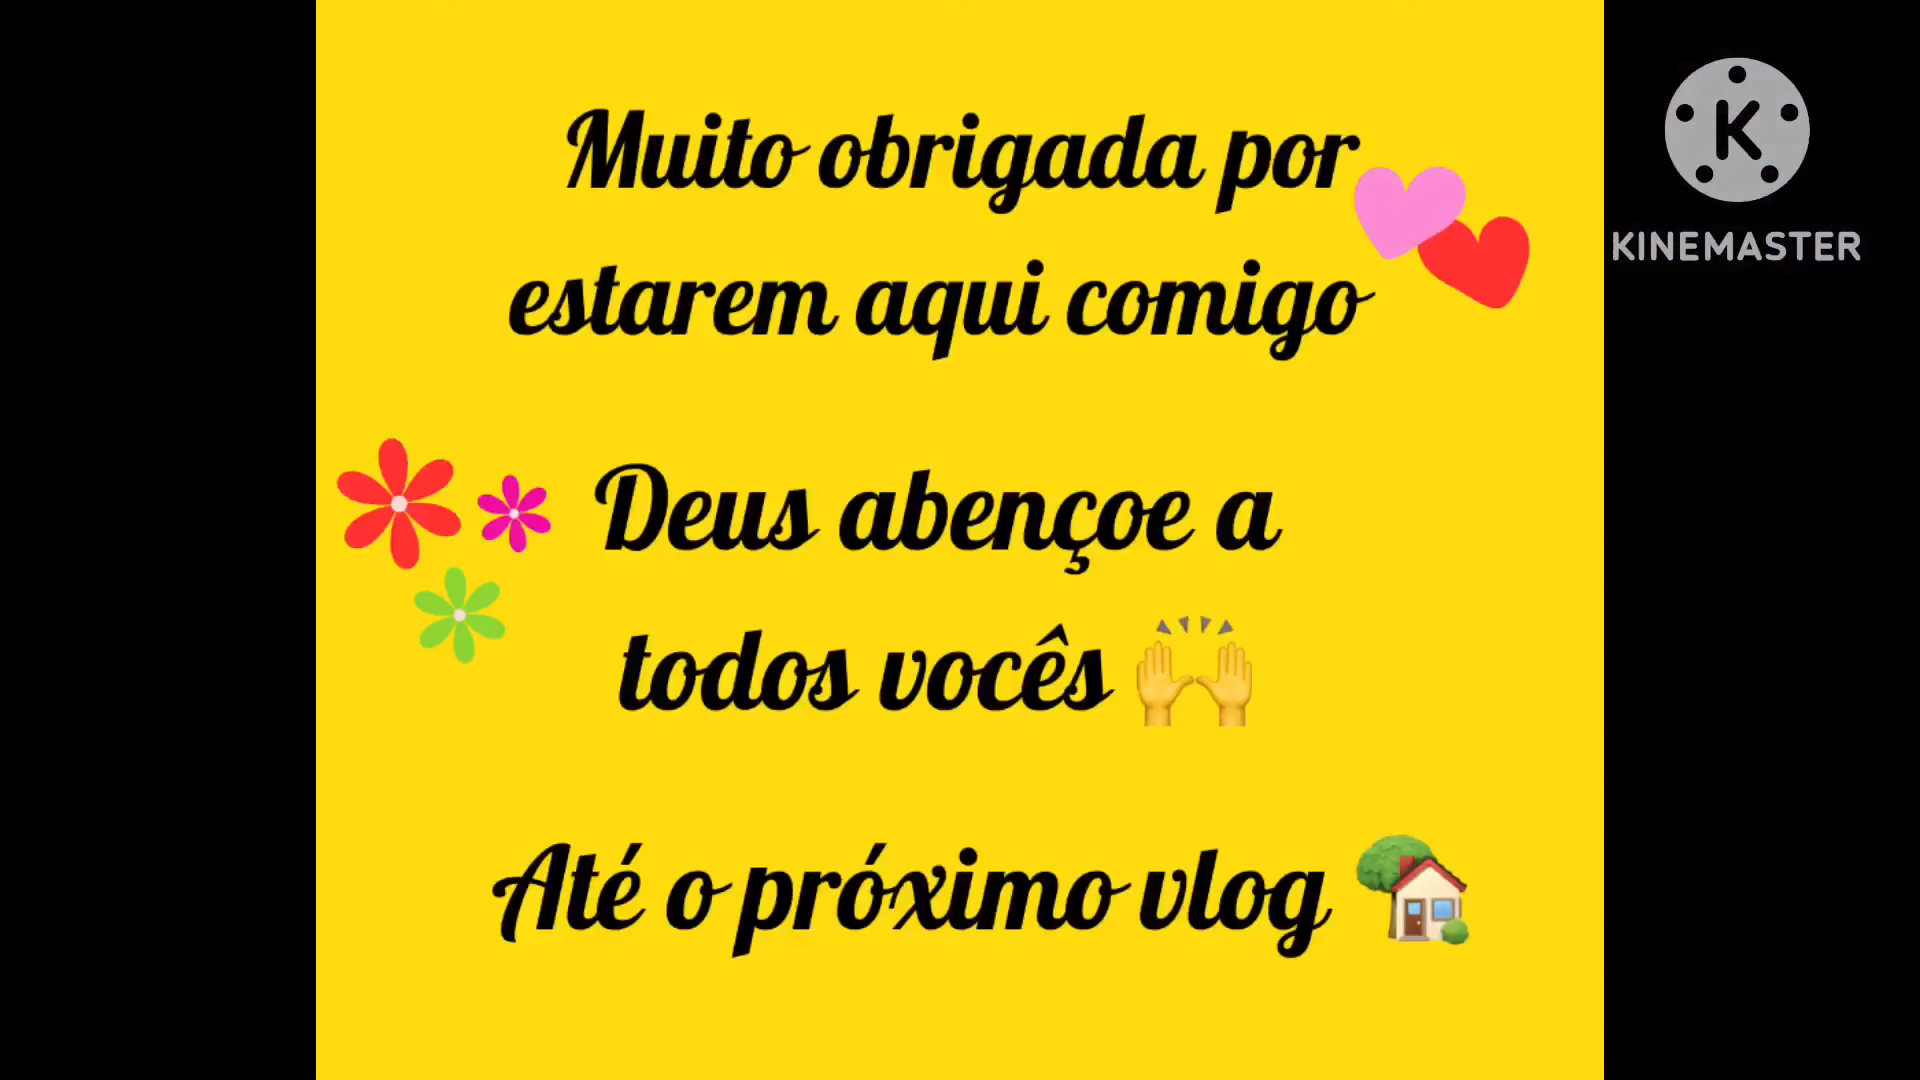 Muito obrigada por
estarem aqui comigo
Deus abençoe a
todos vocês 🙌
Até o próximo vlog 🏡
K
KINEMASTER